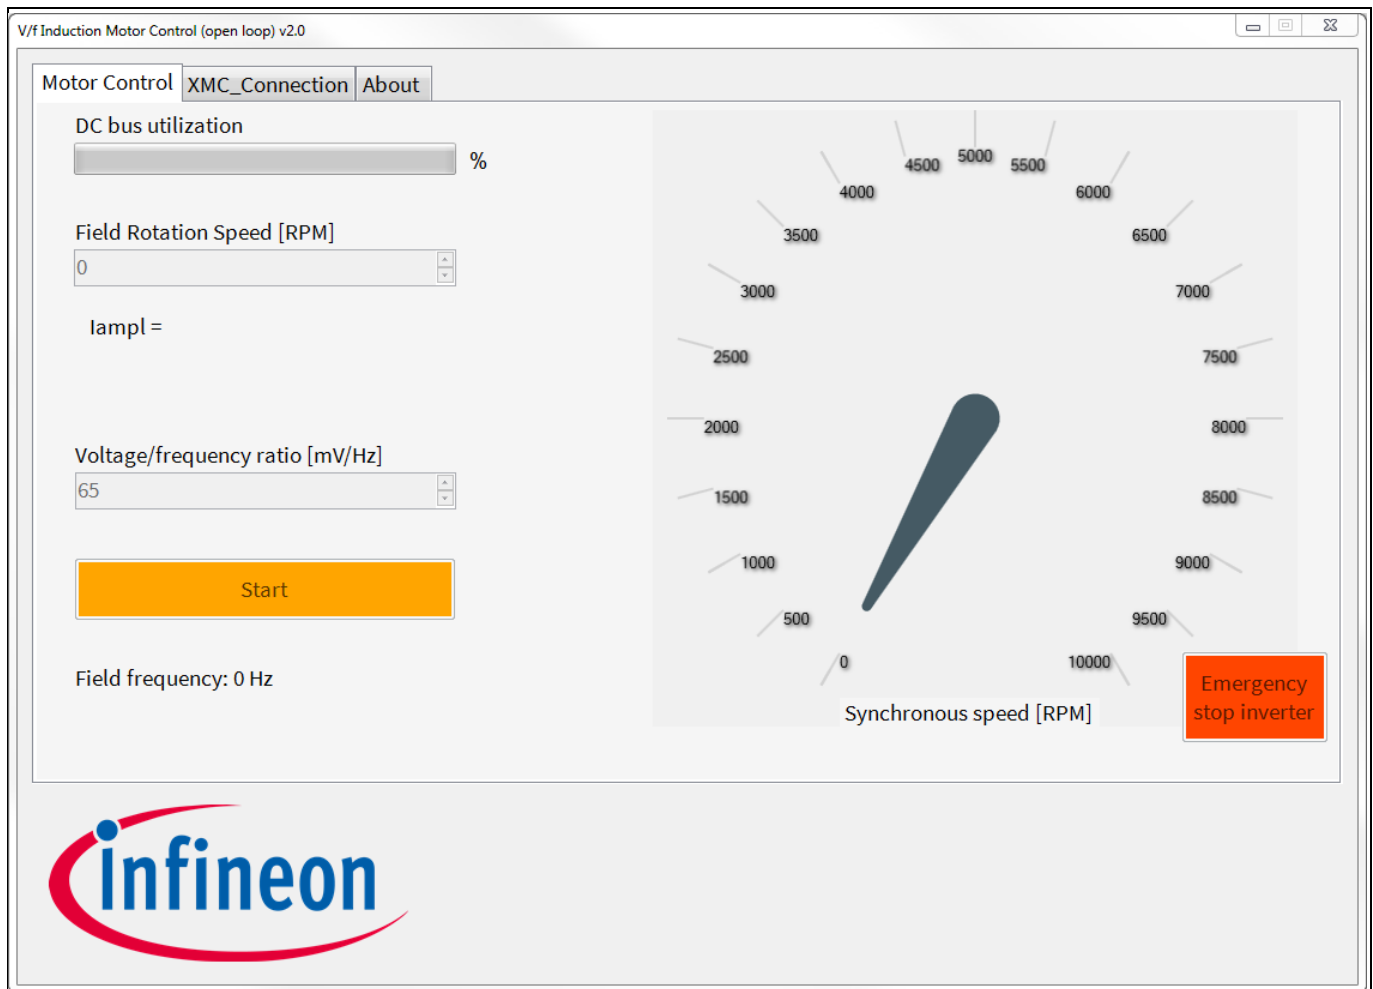 V/f Induction Motor Control (open loop) v2.0
Motor Control XMC_Connection About
DC bus utilization
%
Field Rotation Speed [RPM]
0
Iampl =
Voltage/frequency ratio [mV/Hz]
65
Start
Field frequency: 0 Hz
0
500
1000
1500
2000
2500
3000
3500
4000
4500
5000
5500
6000
6500
7000
7500
8000
8500
9000
9500
10000
Synchronous speed [RPM]
Emergency
stop inverter
infineon